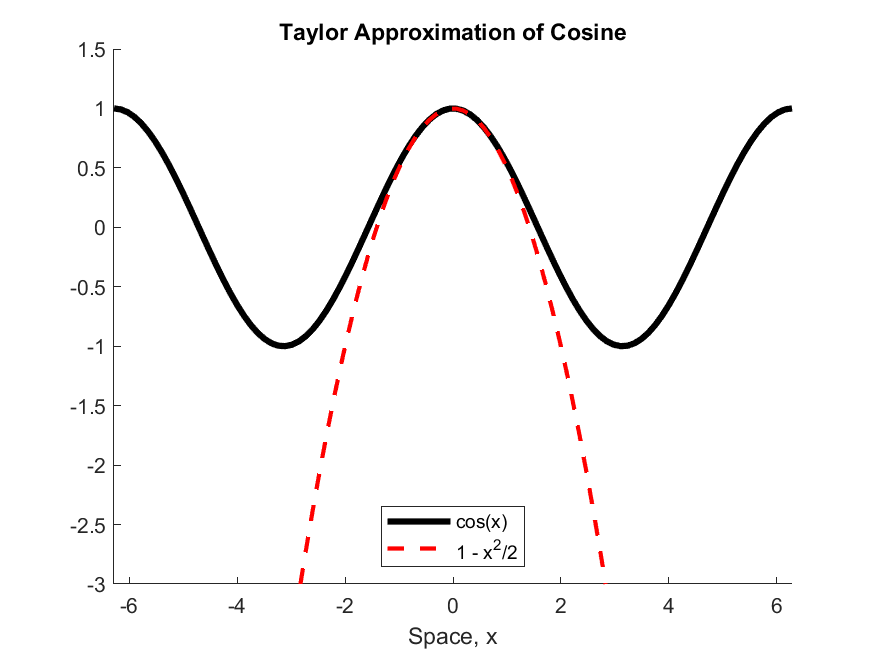 Taylor Approximation of Cosine
1.5
1
0.5
0
-0.5
-1
-1.5
-2
-2.5
-3
cos(x)
1 - x²/2
-6 -4 -2 0 2 4 6
Space, x